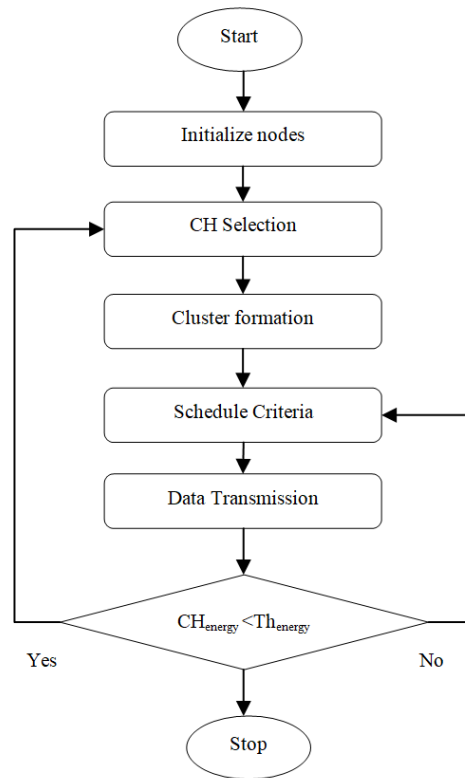 Start
Initialize nodes
CH Selection
Cluster formation
Schedule Criteria
Data Transmission
CHenergy <Thenergy
Yes
No
Stop